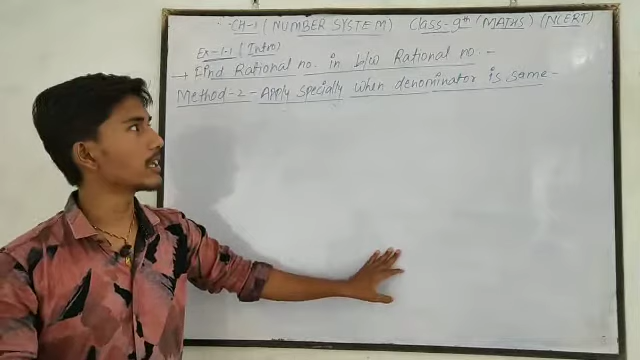 CH-1 (NUMBER SYSTEM) Class-9th (MATHS) (NCERT)
Ex-1.1 (Intro)
→ Find Rational no. in b/w Rational no. -
Method-2 - Apply specially when denominator is same -